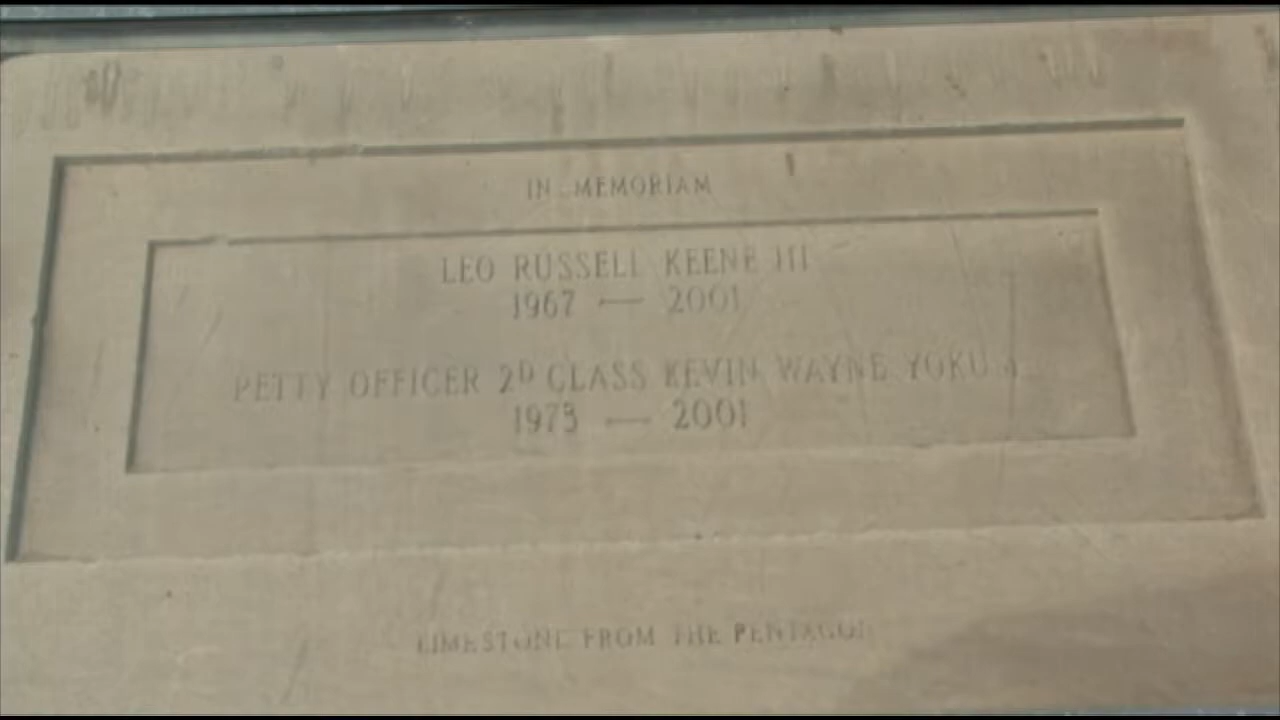 IN MEMORIAM
LEO RUSSELL KEENE III
1967 — 2001
PETTY OFFICER 2D CLASS KEVIN WAYNE YOKUM
1973 — 2001
LIMESTONE FROM THE PENTAGON